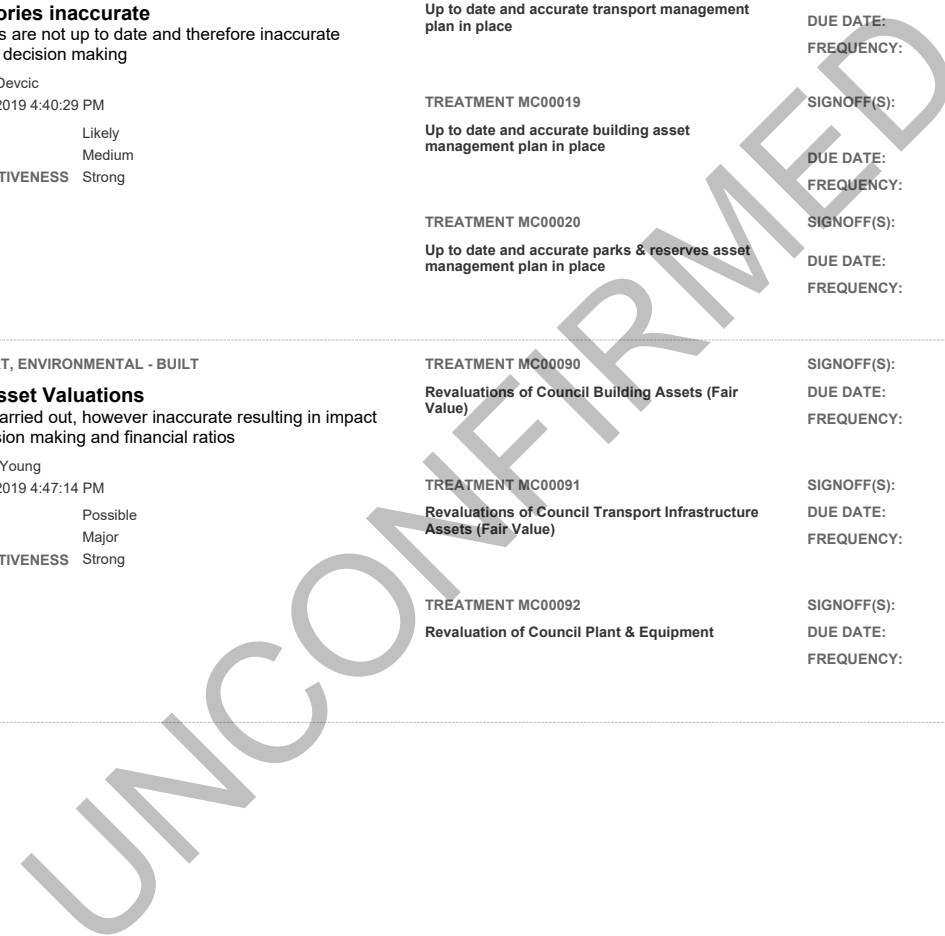 ories inaccurate
s are not up to date and therefore inaccurate
decision making
Devcic
2019 4:40:29 PM
Likely
Medium
TIVENESS Strong
Up to date and accurate transport management
plan in place
DUE DATE:
FREQUENCY:
TREATMENT MC00019
SIGNOFF(S):
Up to date and accurate building asset
management plan in place
DUE DATE:
FREQUENCY:
TREATMENT MC00020
SIGNOFF(S):
Up to date and accurate parks & reserves asset
management plan in place
DUE DATE:
FREQUENCY:
T, ENVIRONMENTAL - BUILT
sset Valuations
arried out, however inaccurate resulting in impact
sion making and financial ratios
Young
2019 4:47:14 PM
Possible
Major
TIVENESS Strong
TREATMENT MC00090
SIGNOFF(S):
Revaluations of Council Building Assets (Fair
Value)
DUE DATE:
FREQUENCY:
TREATMENT MC00091
SIGNOFF(S):
Revaluations of Council Transport Infrastructure
Assets (Fair Value)
DUE DATE:
FREQUENCY:
TREATMENT MC00092
SIGNOFF(S):
Revaluation of Council Plant & Equipment
DUE DATE:
FREQUENCY:
UNCONFIRMED